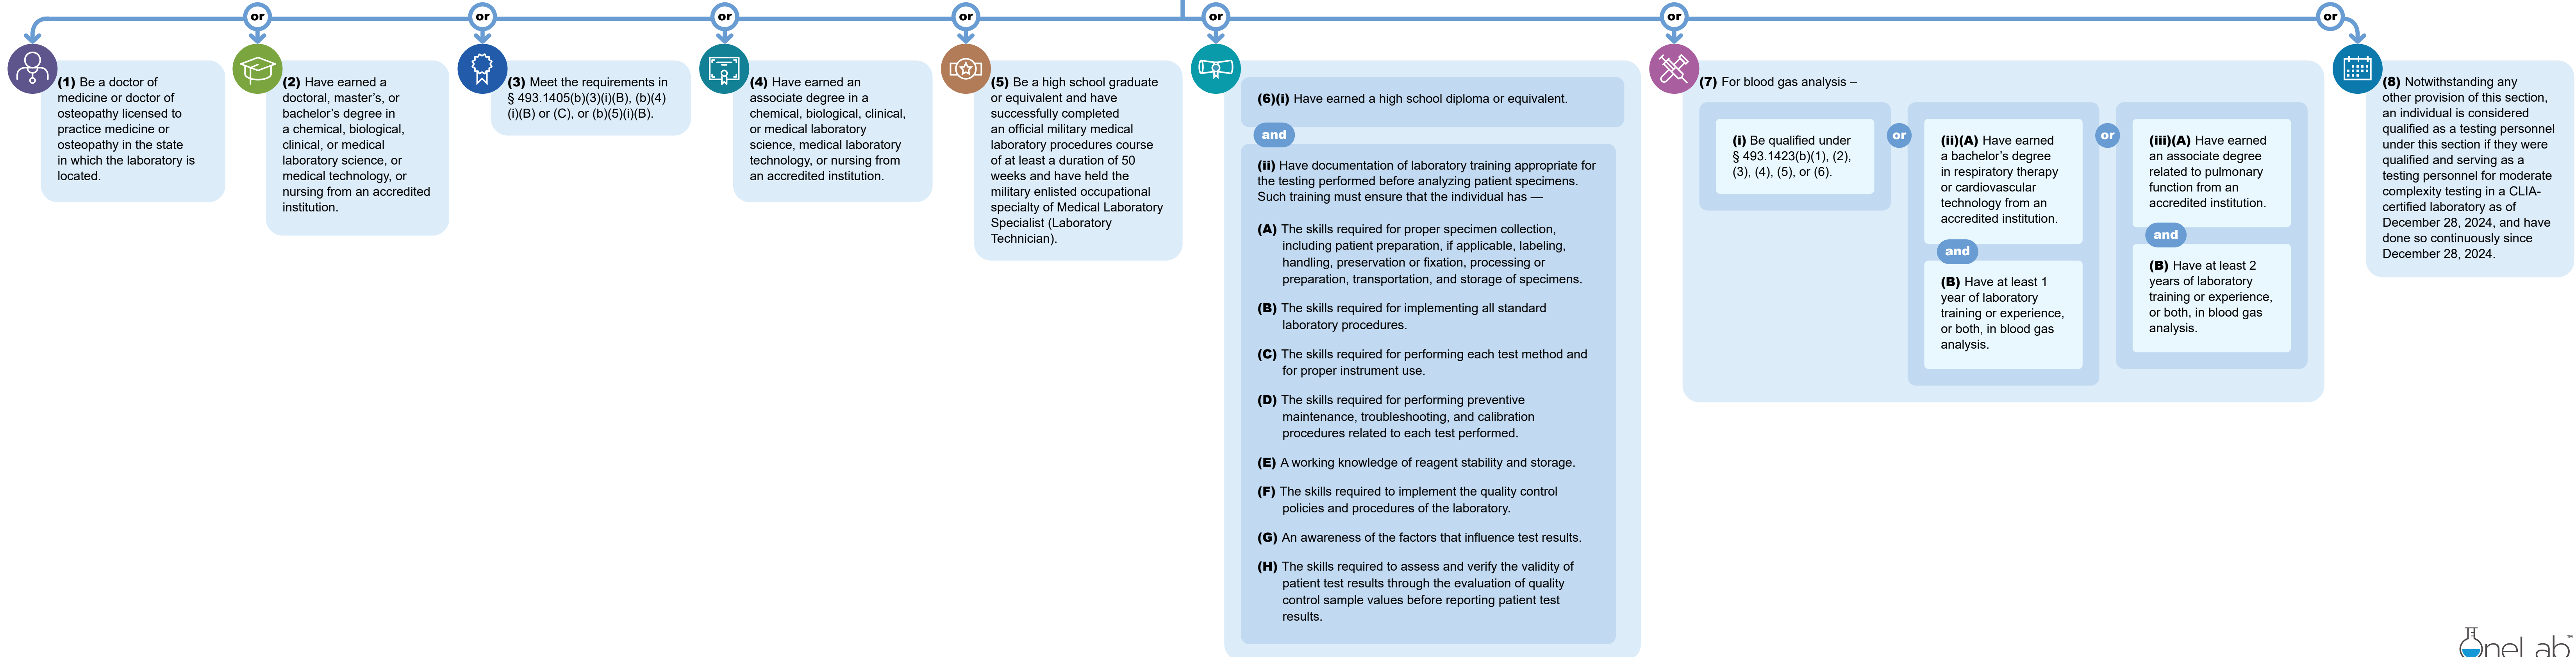 or
or
or
or
or
or
or
(1) Be a doctor of
medicine or doctor of
osteopathy licensed to
practice medicine or
osteopathy in the state
in which the laboratory is
located.
(2) Have earned a
doctoral, master's, or
bachelor's degree in
a chemical, biological,
clinical, or medical
laboratory science, or
medical technology, or
nursing from an accredited
institution.
(3) Meet the requirements in
§ 493.1405(b)(3)(i)(B), (b)(4)
(i)(B) or (C), or (b)(5)(i)(B).
(4) Have earned an
associate degree in a
chemical, biological, clinical,
or medical laboratory
science, medical laboratory
technology, or nursing from
an accredited institution.
(5) Be a high school graduate
or equivalent and have
successfully completed
an official military medical
laboratory procedures course
of at least a duration of 50
weeks and have held the
military enlisted occupational
specialty of Medical Laboratory
Specialist (Laboratory
Technician).
(6)(i) Have earned a high school diploma or equivalent.
and
(ii) Have documentation of laboratory training appropriate for
the testing performed before analyzing patient specimens.
Such training must ensure that the individual has —
(A) The skills required for proper specimen collection,
including patient preparation, if applicable, labeling,
handling, preservation or fixation, processing or
preparation, transportation, and storage of specimens.
(B) The skills required for implementing all standard
laboratory procedures.
(C) The skills required for performing each test method and
for proper instrument use.
(D) The skills required for performing preventive
maintenance, troubleshooting, and calibration
procedures related to each test performed.
(E) A working knowledge of reagent stability and storage.
(F) The skills required to implement the quality control
policies and procedures of the laboratory.
(G) An awareness of the factors that influence test results.
(H) The skills required to assess and verify the validity of
patient test results through the evaluation of quality
control sample values before reporting patient test
results.
(7) For blood gas analysis –
(i) Be qualified under
§ 493.1423(b)(1), (2),
(3), (4), (5), or (6).
or
(ii)(A) Have earned
a bachelor's degree
in respiratory therapy
or cardiovascular
technology from an
accredited institution.
and
(B) Have at least 1
year of laboratory
training or experience,
or both, in blood gas
analysis.
or
(iii)(A) Have earned
an associate degree
related to pulmonary
function from an
accredited institution.
and
(B) Have at least 2
years of laboratory
training or experience,
or both, in blood gas
analysis.
(8) Notwithstanding any
other provision of this section,
an individual is considered
qualified as a testing personnel
under this section if they were
qualified and serving as a
testing personnel for moderate
complexity testing in a CLIA-
certified laboratory as of
December 28, 2024, and have
done so continuously since
December 28, 2024.
OneLab™